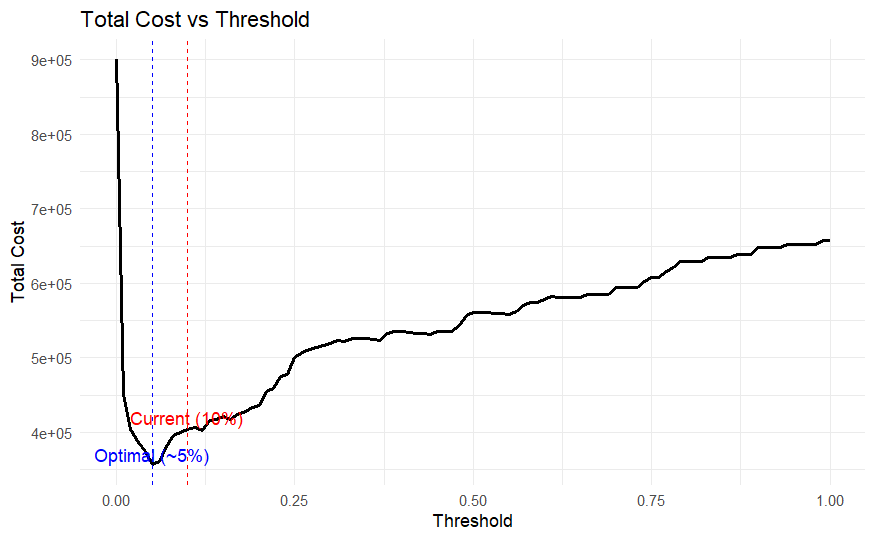 Total Cost vs Threshold
Total Cost
9e+05
8e+05
7e+05
6e+05
5e+05
4e+05
Current (10%)
Optimal (~5%)
0.00 0.25 0.50 0.75 1.00
Threshold